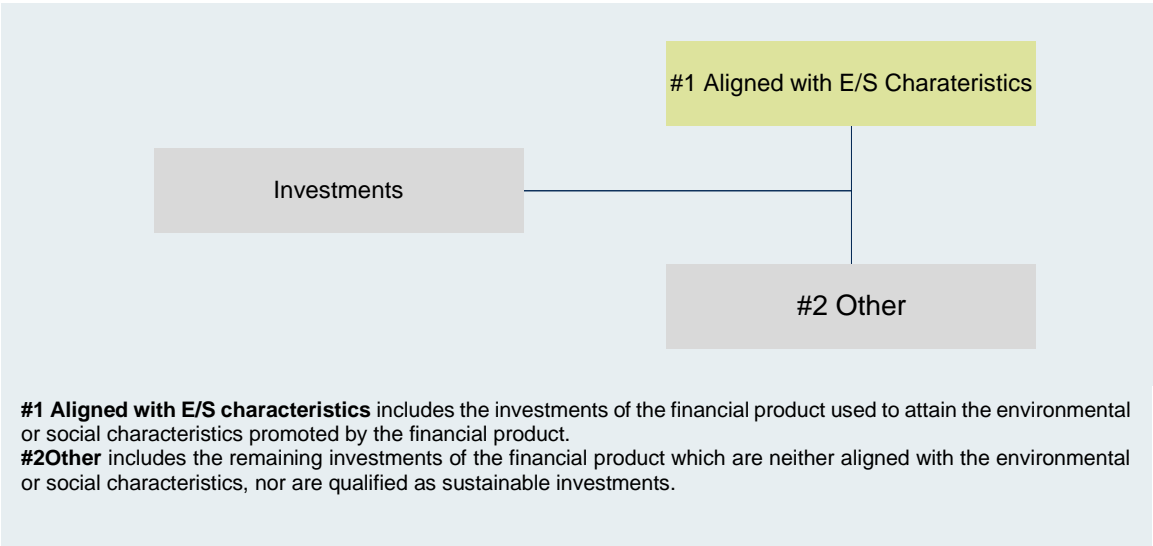 #1 Aligned with E/S Charateristics
Investments
#2 Other
#1 Aligned with E/S characteristics includes the investments of the financial product used to attain the environmental
or social characteristics promoted by the financial product.
#2Other includes the remaining investments of the financial product which are neither aligned with the environmental
or social characteristics, nor are qualified as sustainable investments.